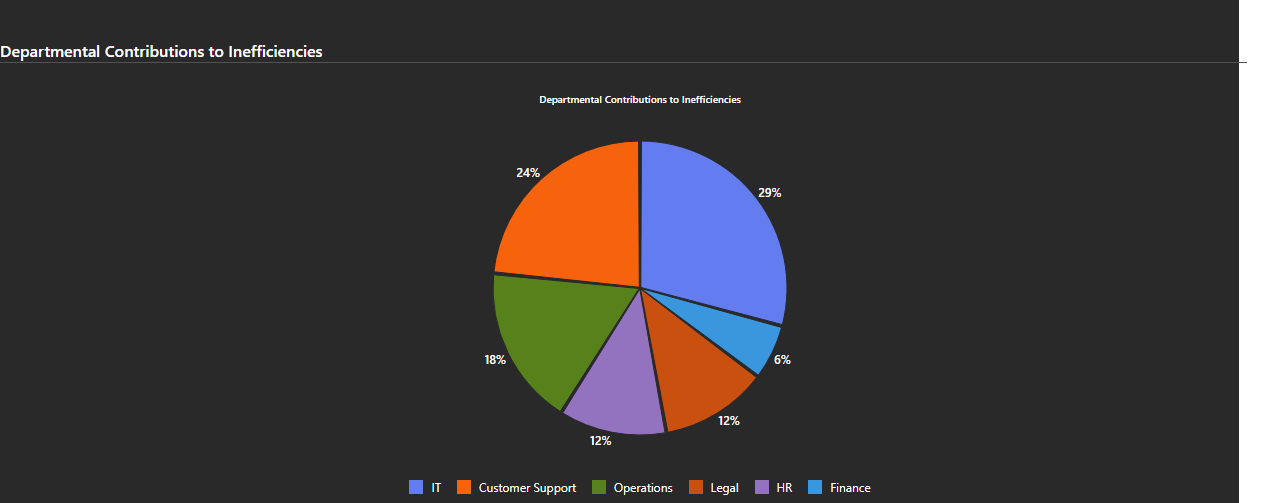 Departmental Contributions to Inefficiencies
Departmental Contributions to Inefficiencies
24%
29%
18%
6%
12%
12%
IT Customer Support Operations Legal HR Finance